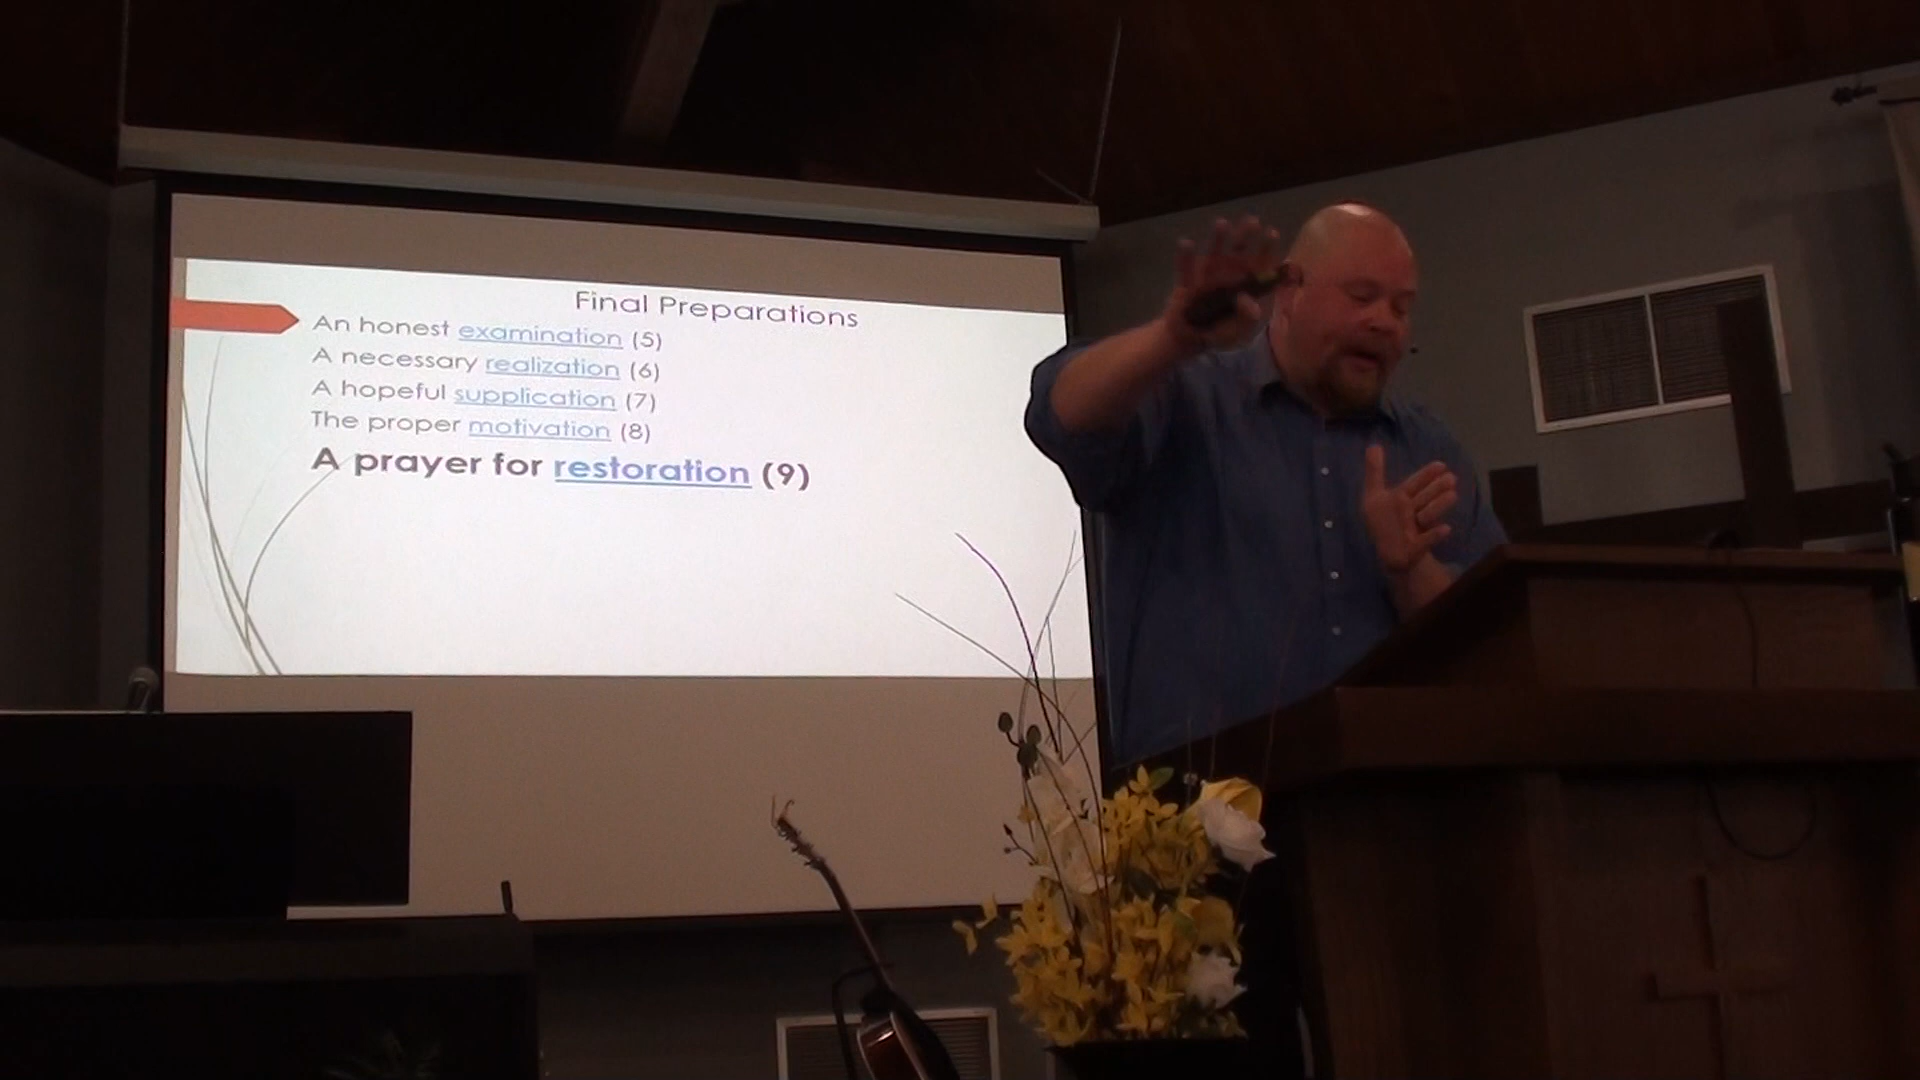 Final Preparations
An honest examination (5)
A necessary realization (6)
A hopeful supplication (7)
The proper motivation (8)
A prayer for restoration (9)